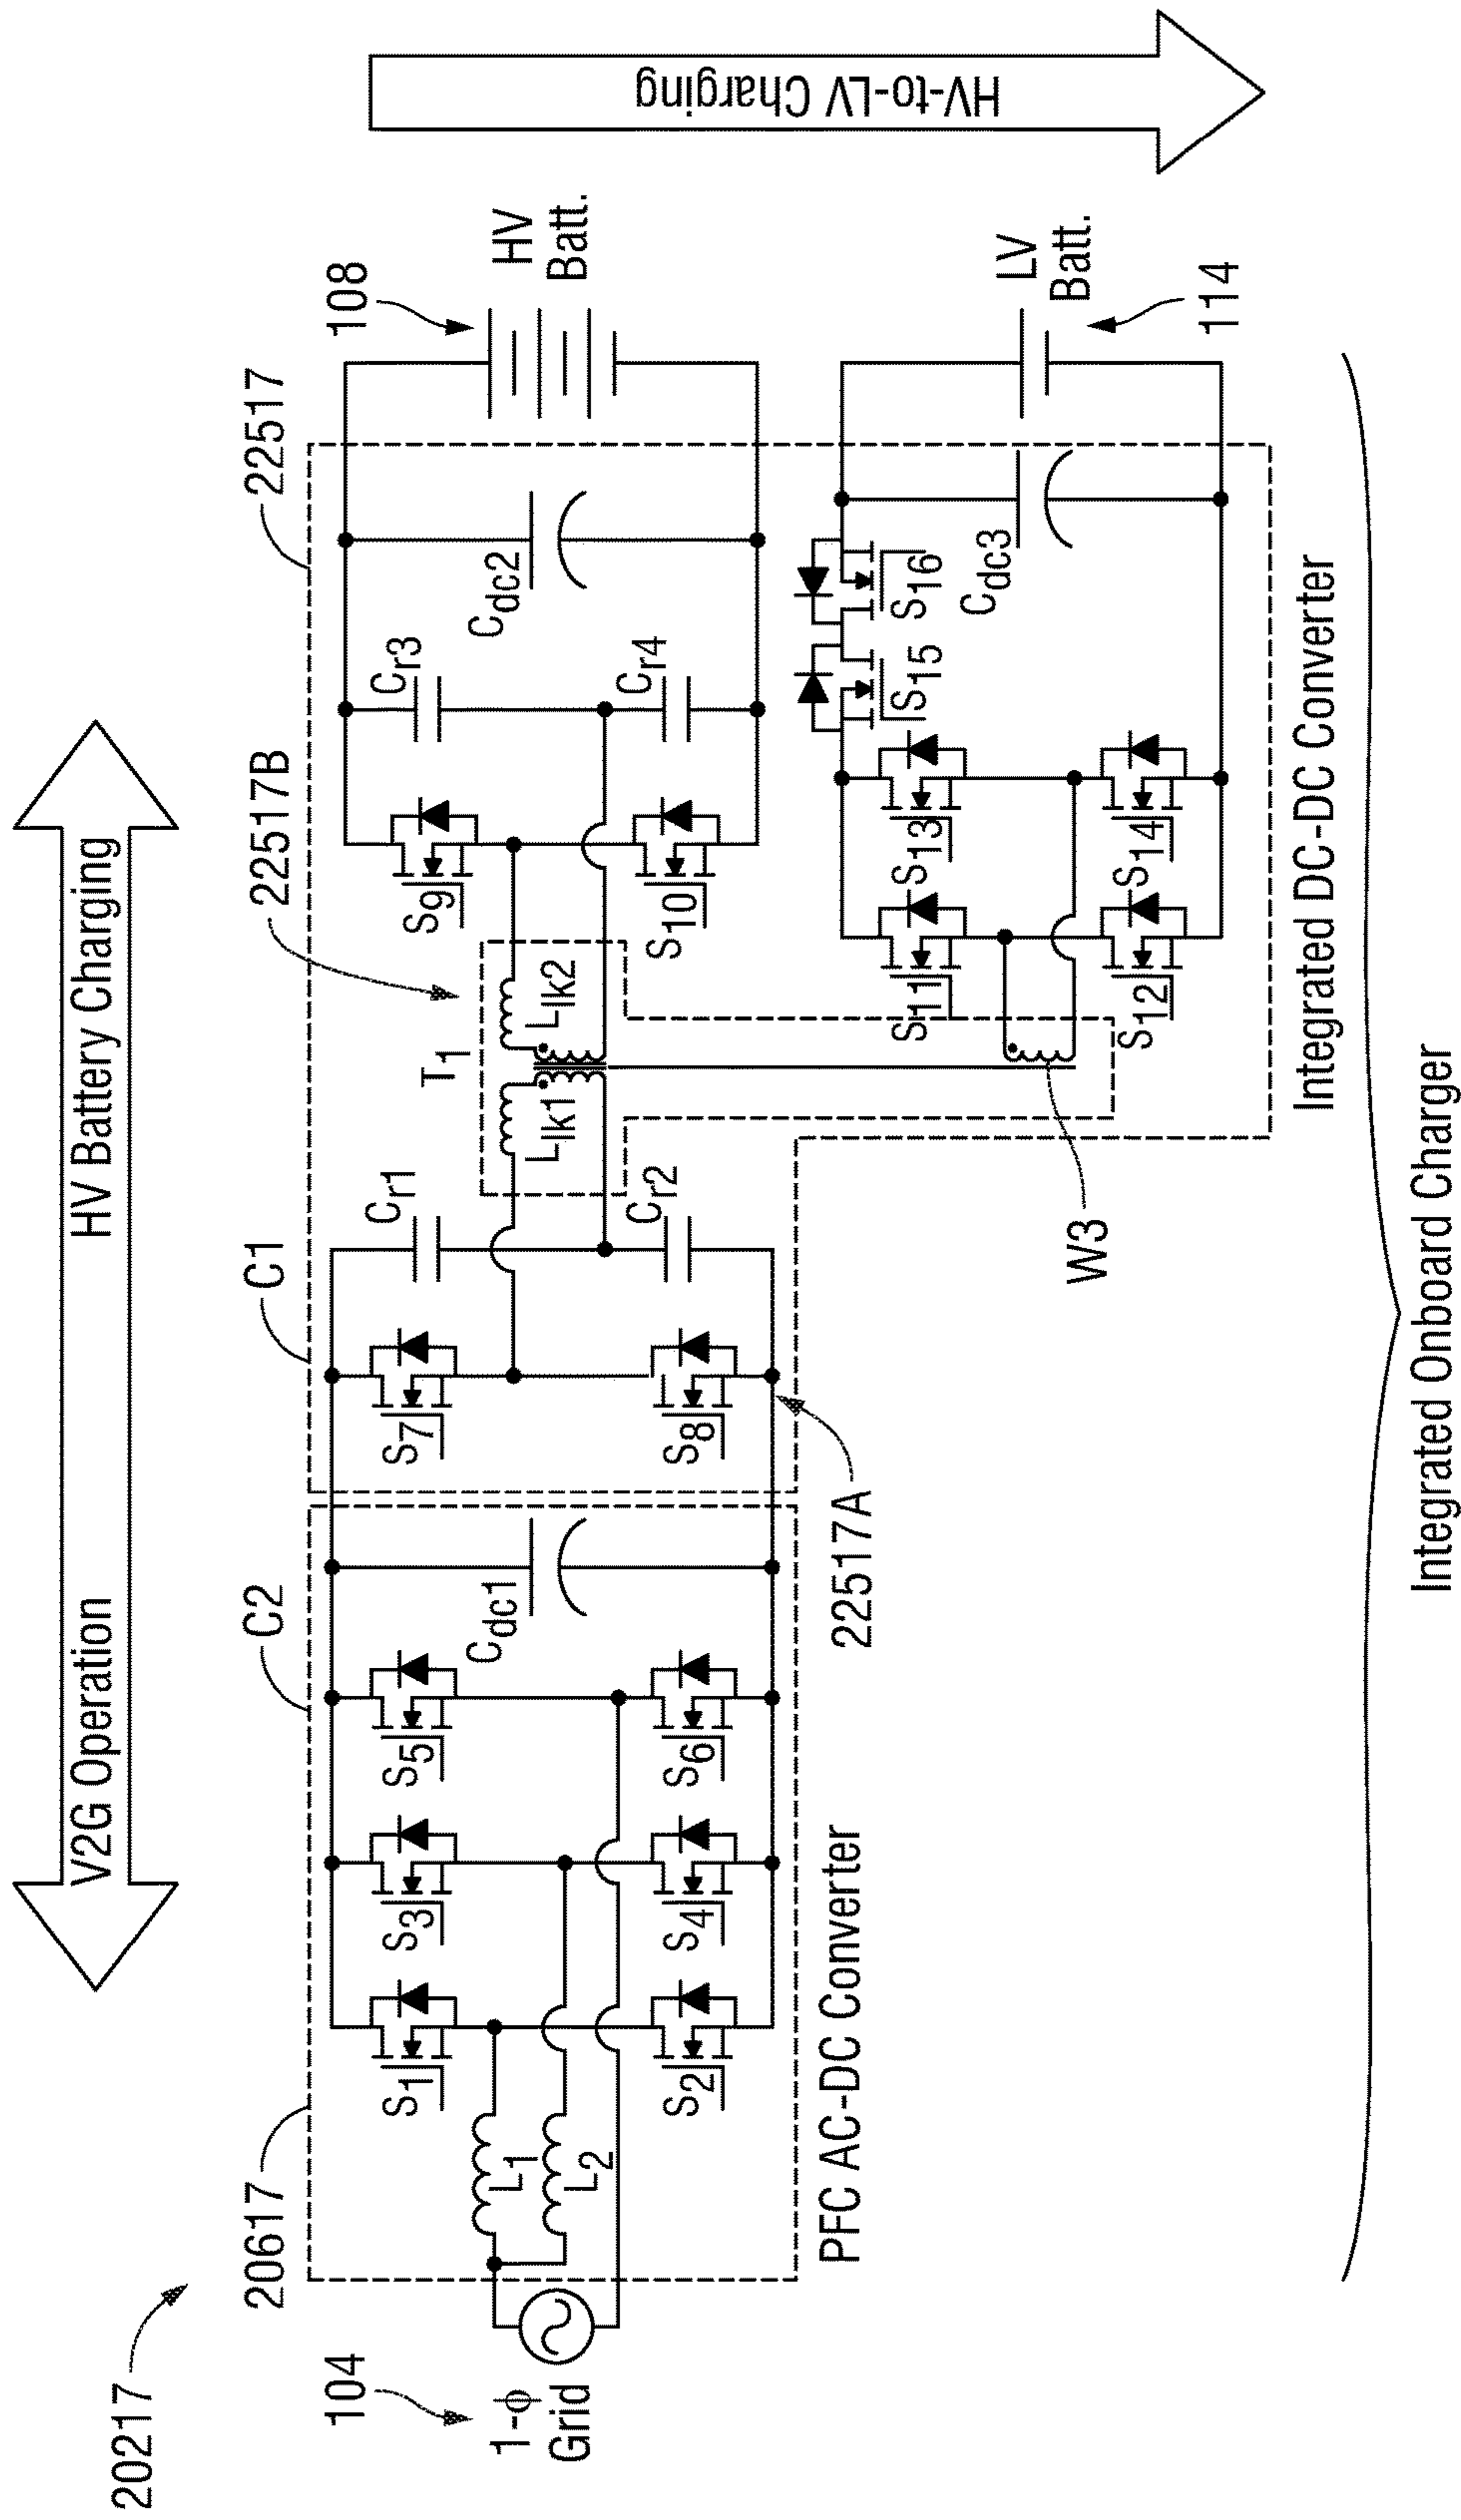 20217
V2G Operation
HV Battery Charging
HV-to-LV Charging
104
1-ϕ
Grid
20617
C2
C1
22517B
22517
108
HV
Batt.
L1
L2
S1
S2
S3
S4
S5
S6
Cdc1
S7
S8
Cr1
Cr2
T1
Llk1
Llk2
S9
S10
Cr3
Cr4
Cdc2
22517A
W3
S11
S12
S13
S14
S15
S16
Cdc3
LV
Batt.
114
PFC AC-DC Converter
Integrated DC-DC Converter
Integrated Onboard Charger